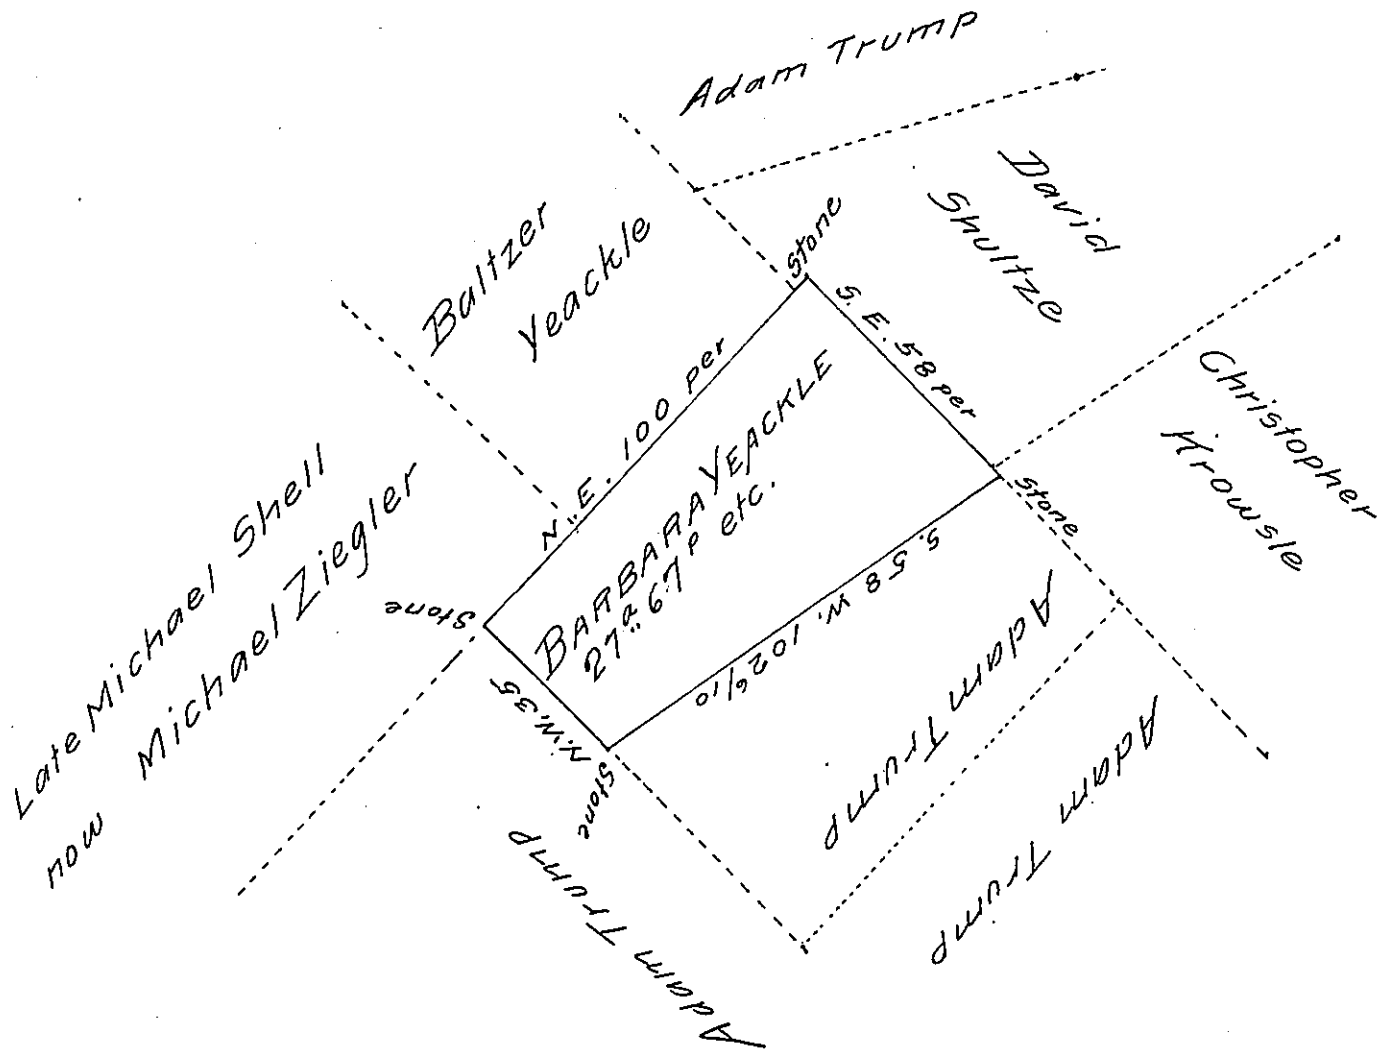 Adam Trump
David
Shultze
Baltzer
Yeackle
Stone
S. E. 58 per
Christopher
Krowsle
N. E. 100 per
BARBARA YEACKLE
27a 67p etc.
Stone
S. 58 W. 102 6/10
Late Michael Shell
now Michael Ziegler
Stone
N.W. 35
Stone
Adam Trump
Adam Trump
Adam Trump